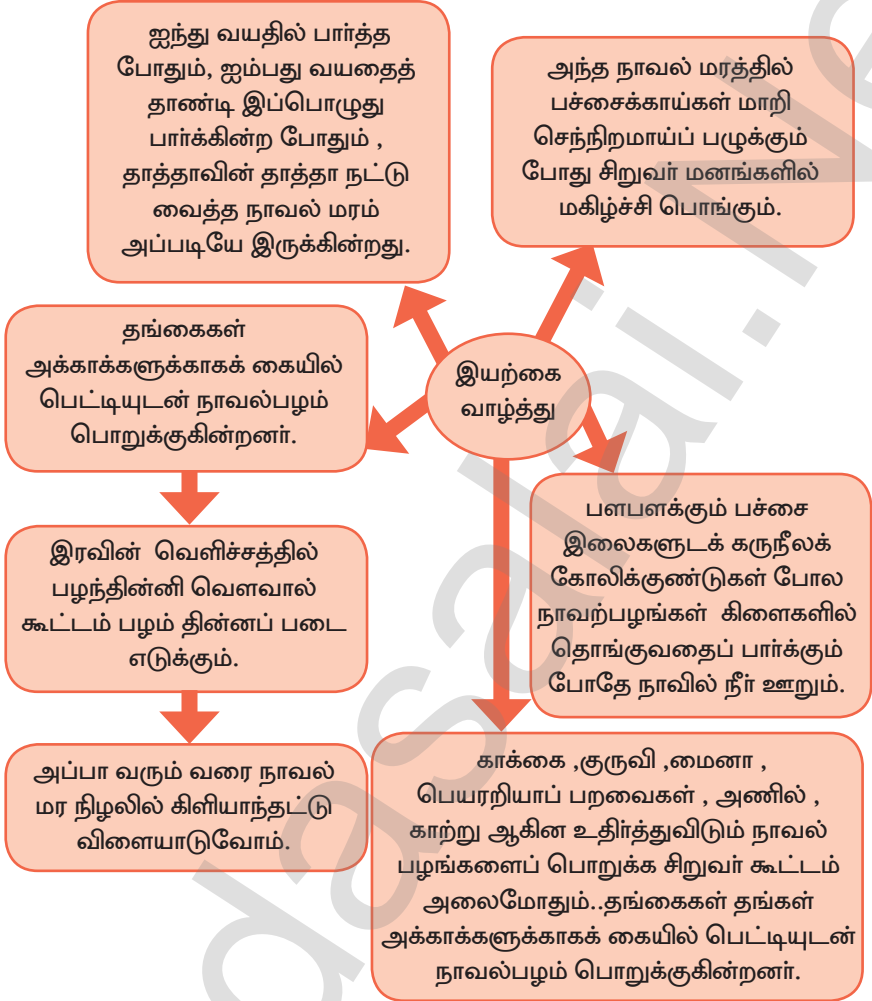 ஐந்து வயதில் பார்த்த
போதும், ஐம்பது வயதைத்
தாண்டி இப்பொழுது
பார்க்கின்ற போதும் ,
தாத்தாவின் தாத்தா நட்டு
வைத்த நாவல் மரம்
அப்படியே இருக்கின்றது.
அந்த நாவல் மரத்தில்
பச்சைக்காய்கள் மாறி
செந்நிறமாய்ப் பழுக்கும்
போது சிறுவர் மனங்களில்
மகிழ்ச்சி பொங்கும்.
இயற்கை
வாழ்த்து
தங்கைகள்
அக்காக்களுக்காகக் கையில்
பெட்டியுடன் நாவல்பழம்
பொறுக்குகின்றனர்.
இரவின் வெளிச்சத்தில்
பழந்தின்னி வெளவால்
கூட்டம் பழம் தின்னப் படை
எடுக்கும்.
அப்பா வரும் வரை நாவல்
மர நிழலில் கிளியாந்தட்டு
விளையாடுவோம்.
பளபளக்கும் பச்சை
இலைகளுடக் கருநீலக்
கோலிக்குண்டுகள் போல
நாவற்பழங்கள் கிளைகளில்
தொங்குவதைப் பார்க்கும்
போதே நாவில் நீர் ஊறும்.
காக்கை ,குருவி ,மைனா ,
பெயரறியாப் பறவைகள் , அணில் ,
காற்று ஆகின உதிர்த்துவிடும் நாவல்
பழங்களைப் பொறுக்க சிறுவர் கூட்டம்
அலைமோதும்..தங்கைகள் தங்கள்
அக்காக்களுக்காகக் கையில் பெட்டியுடன்
நாவல்பழம் பொறுக்குகின்றனர்.